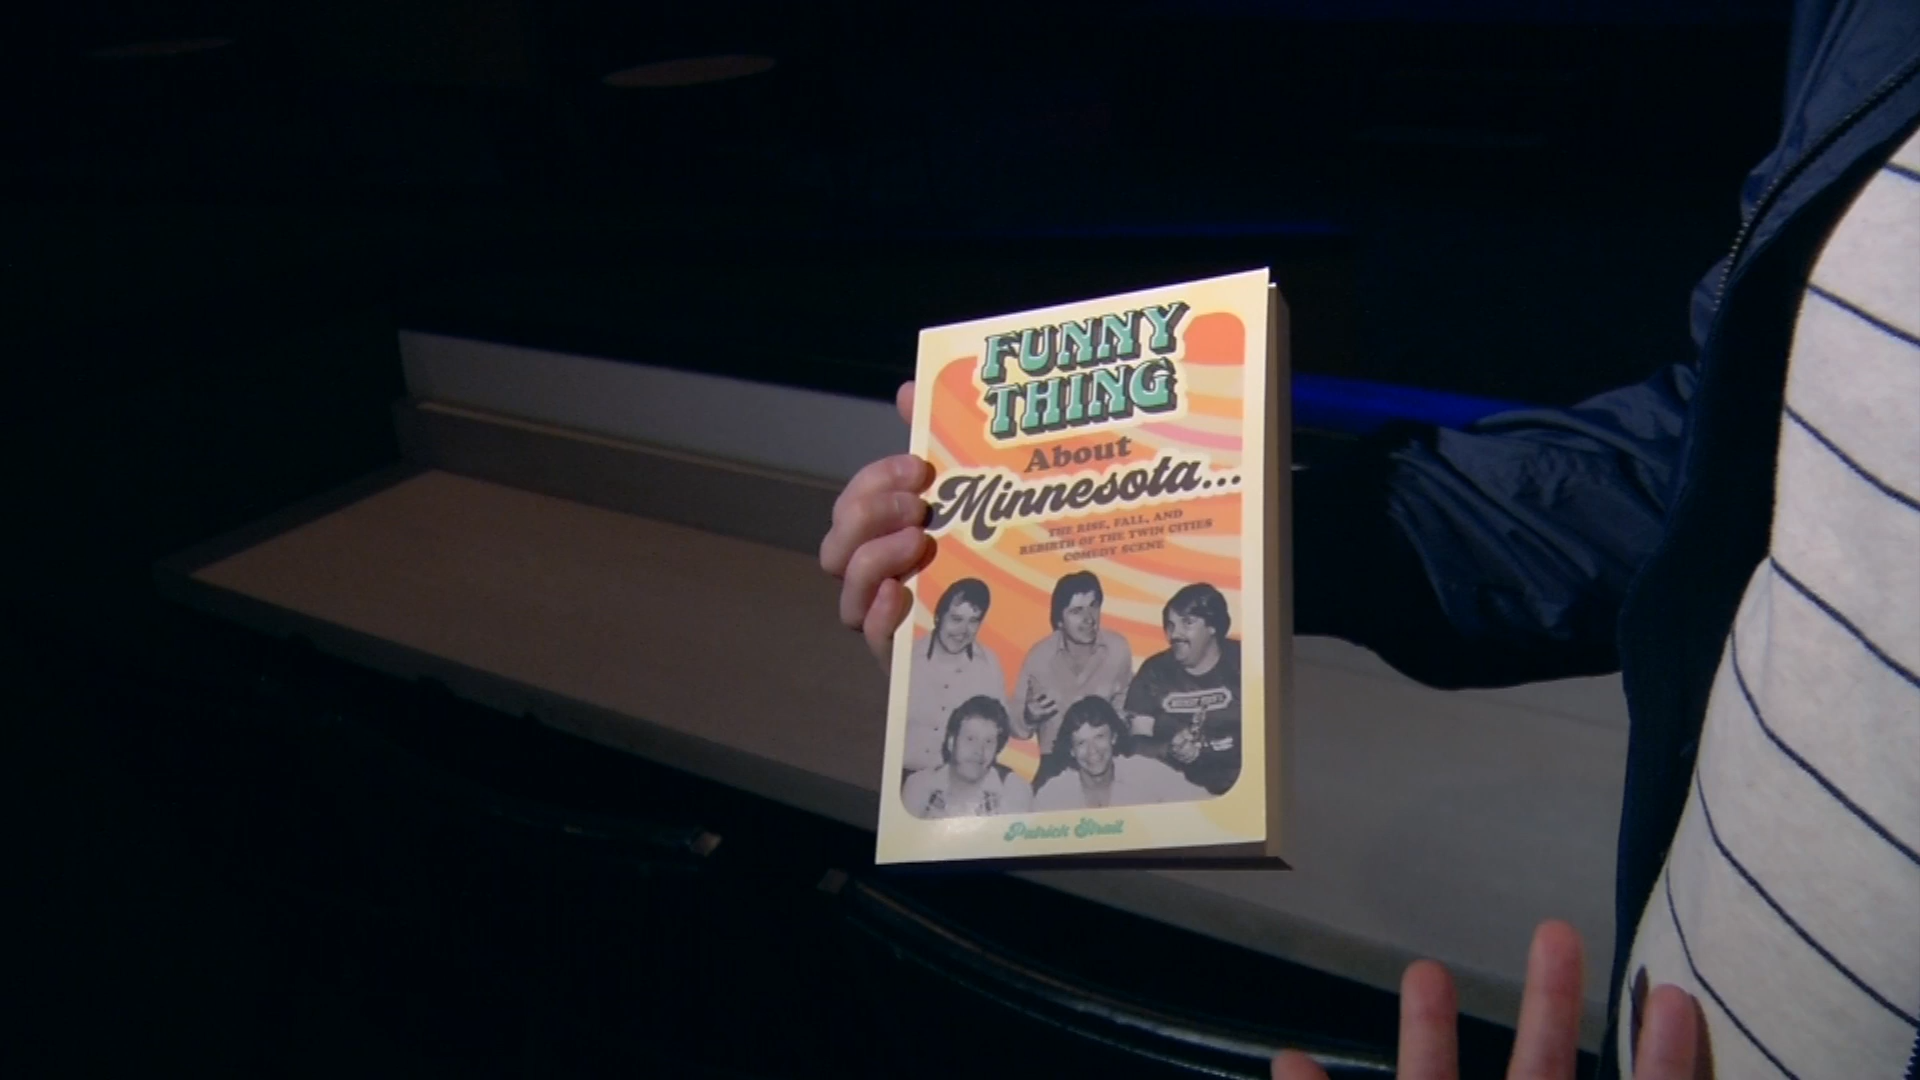 FUNNY
THING
About
Minnesota...
THE RISE, FALL, AND
REBIRTH OF THE TWIN CITIES
COMEDY SCENE
Patrick Strait